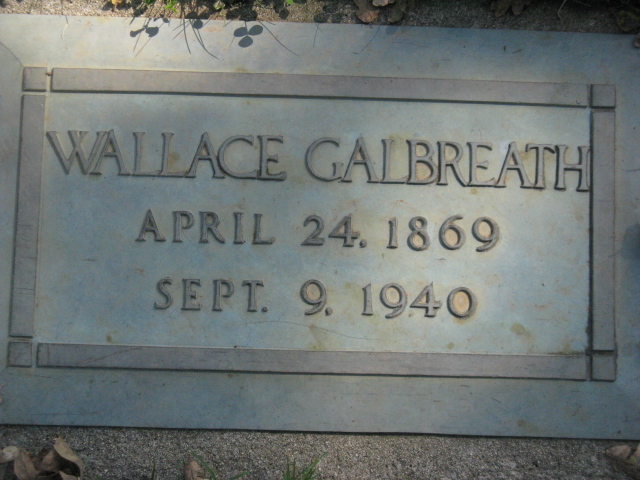 WALLACE GALBREATH
APRIL 24. 1869
SEPT. 9. 1940